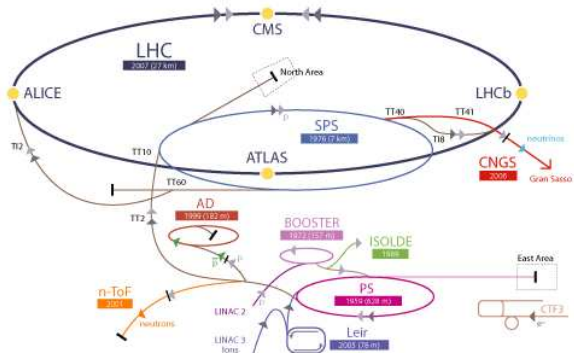 CMS
LHC
2007 (27 km)
North Area
ALICE
LHCb
TT40
TT41
SPS
1976 (7 km)
TI8
neutrinos
TI2
TT10
ATLAS
CNGS
2006
Gran Sasso
TT60
AD
1999 (182 m)
TT2
BOOSTER
1972 (157 m)
ISOLDE
1989
East Area
n-ToF
2001
PS
1959 (628 m)
LINAC 2
neutrons
CTF3
e-
LINAC 3
Ions
Leir
2005 (78 m)